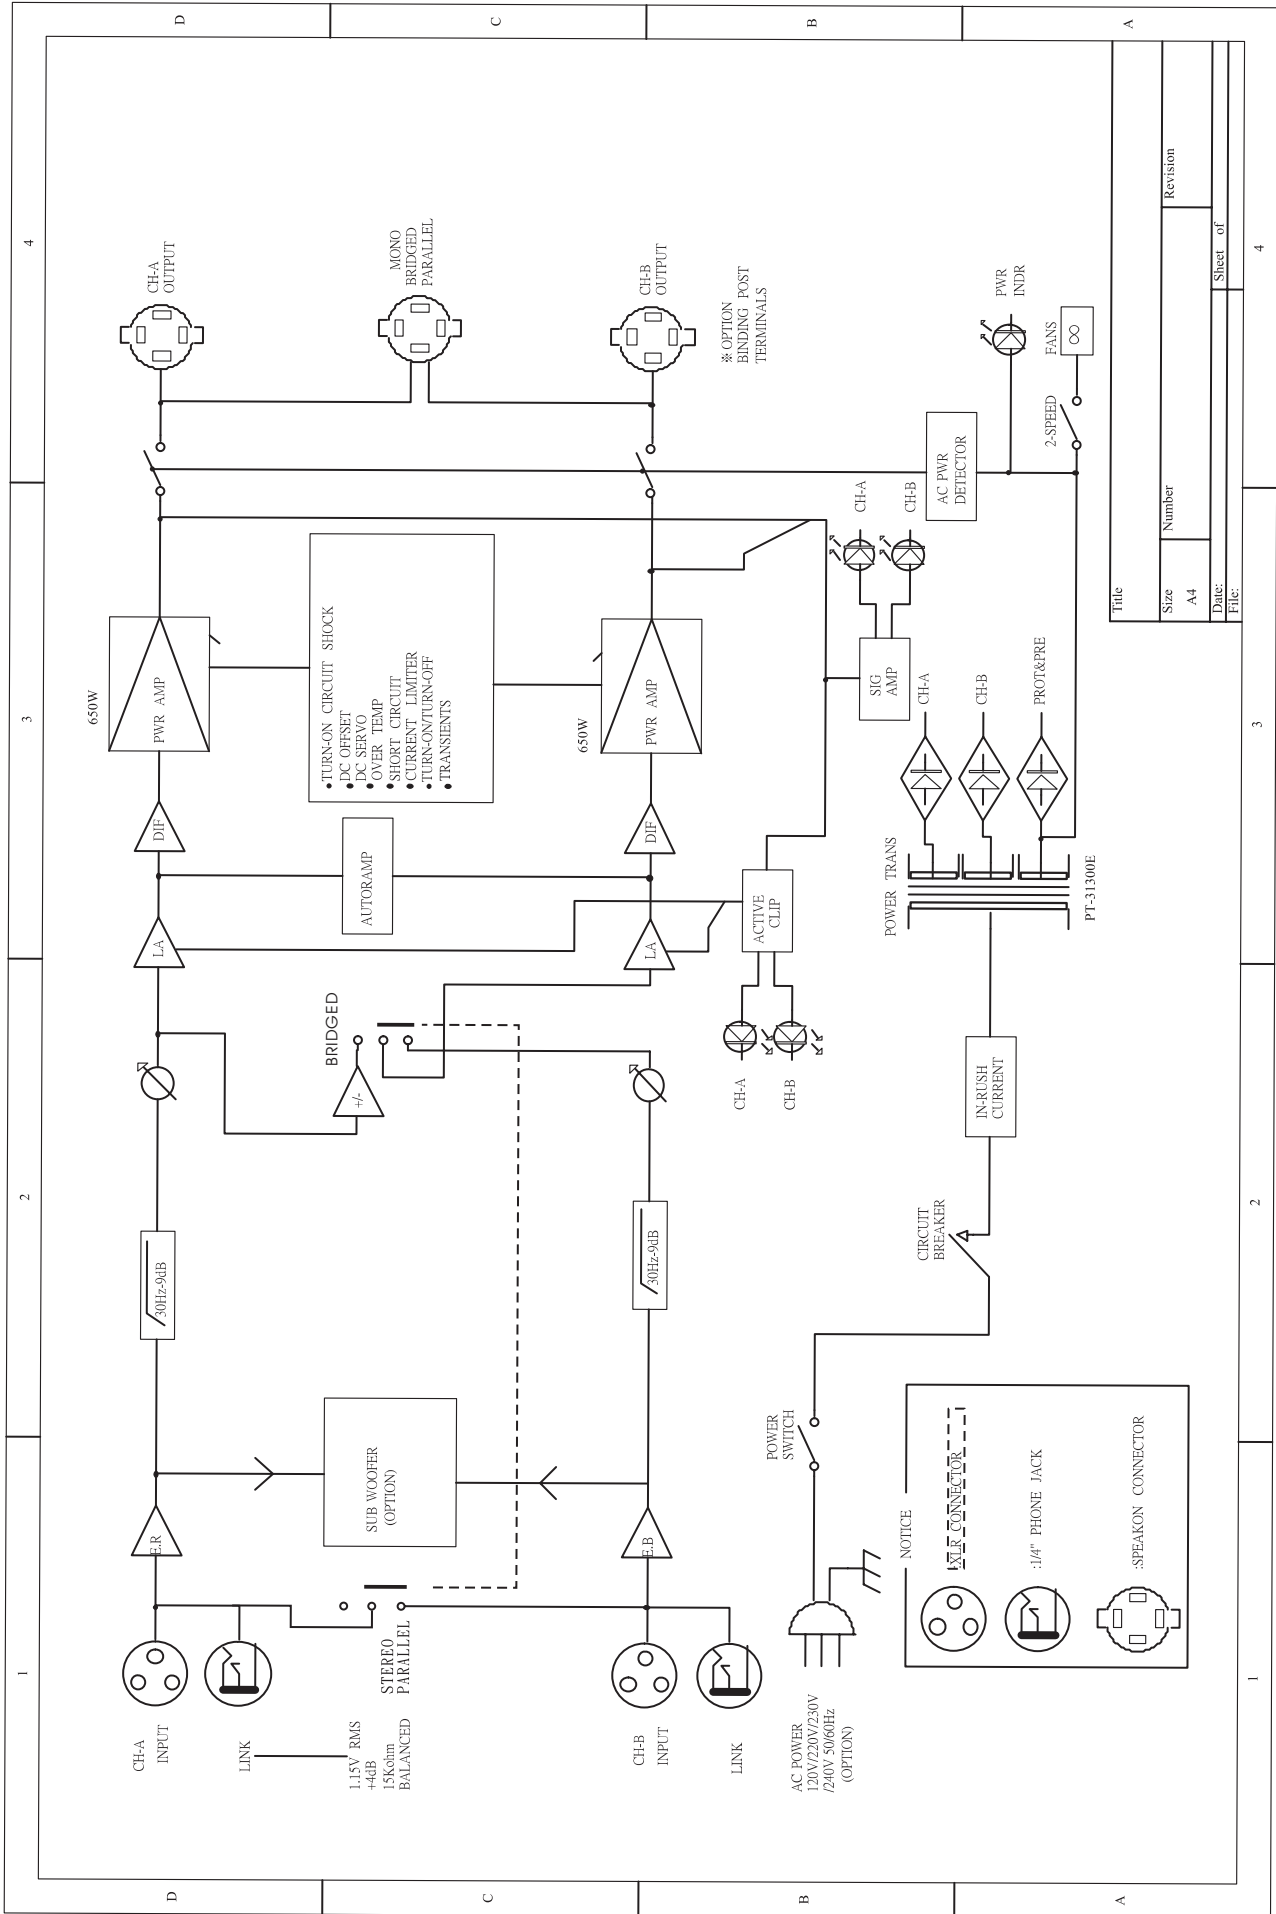 1
2
3
4
D
C
B
A
CH-A
INPUT
LINK
1.15V RMS
+4dB
15Kohm
BALANCED
STEREO
PARALLEL
E.R
SUB WOOFER
(OPTION)
30Hz-9dB
BRIDGED
+/-
LA
AUTORAMP
DIF
650W
PWR AMP
• TURN-ON CIRCUIT SHOCK
• DC OFFSET
• DC SERVO
• OVER TEMP
• SHORT CIRCUIT
• CURRENT LIMITER
• TURN-ON/TURN-OFF
• TRANSIENTS
CH-A
OUTPUT
MONO
BRIDGED
PARALLEL
CH-B
INPUT
LINK
E.B
30Hz-9dB
LA
DIF
650W
PWR AMP
CH-B
OUTPUT
※ OPTION
BINDING POST
TERMINALS
CH-A
CH-B
ACTIVE
CLIP
SIG
AMP
CH-A
CH-B
AC PWR
DETECTOR
PWR
INDR
2-SPEED
FANS
AC POWER
120V/220V/230V
/240V 50/60Hz
(OPTION)
POWER
SWITCH
CIRCUIT
BREAKER
IN-RUSH
CURRENT
POWER TRANS
PT-31300E
CH-A
CH-B
PROT&PRE
NOTICE
:XLR CONNECTOR
:1/4" PHONE JACK
:SPEAKON CONNECTOR
Title
Size
A4
Number
Revision
Date:
Sheet of
File:
1
2
3
4
D
C
B
A